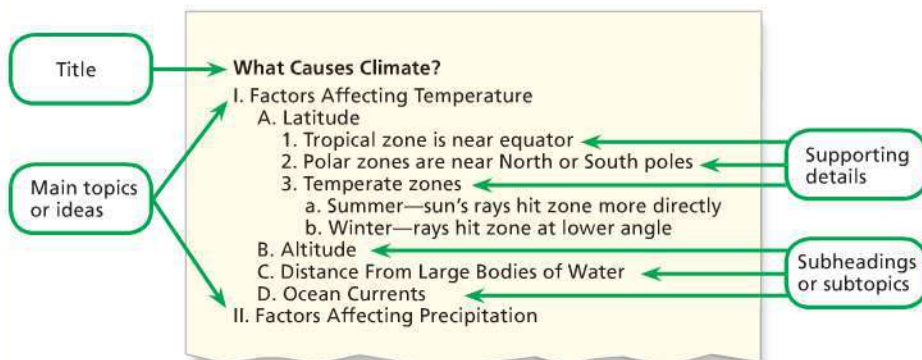 Title
What Causes Climate?
I. Factors Affecting Temperature
A. Latitude
1. Tropical zone is near equator
2. Polar zones are near North or South poles
3. Temperate zones
a. Summer—sun's rays hit zone more directly
b. Winter—rays hit zone at lower angle
B. Altitude
C. Distance From Large Bodies of Water
D. Ocean Currents
II. Factors Affecting Precipitation
Main topics
or ideas
Supporting
details
Subheadings
or subtopics